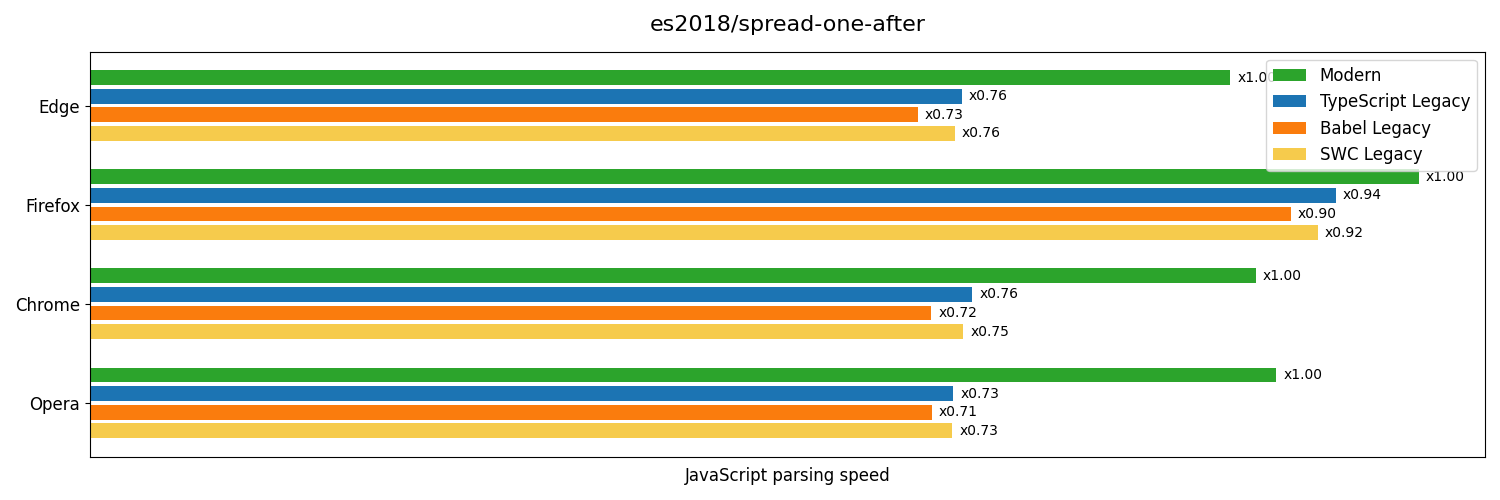 es2018/spread-one-after
Edge
x1.00
x0.76
x0.73
x0.76
Modern
TypeScript Legacy
Babel Legacy
SWC Legacy
Firefox
x1.00
x0.94
x0.90
x0.92
Chrome
x1.00
x0.76
x0.72
x0.75
Opera
x1.00
x0.73
x0.71
x0.73
JavaScript parsing speed